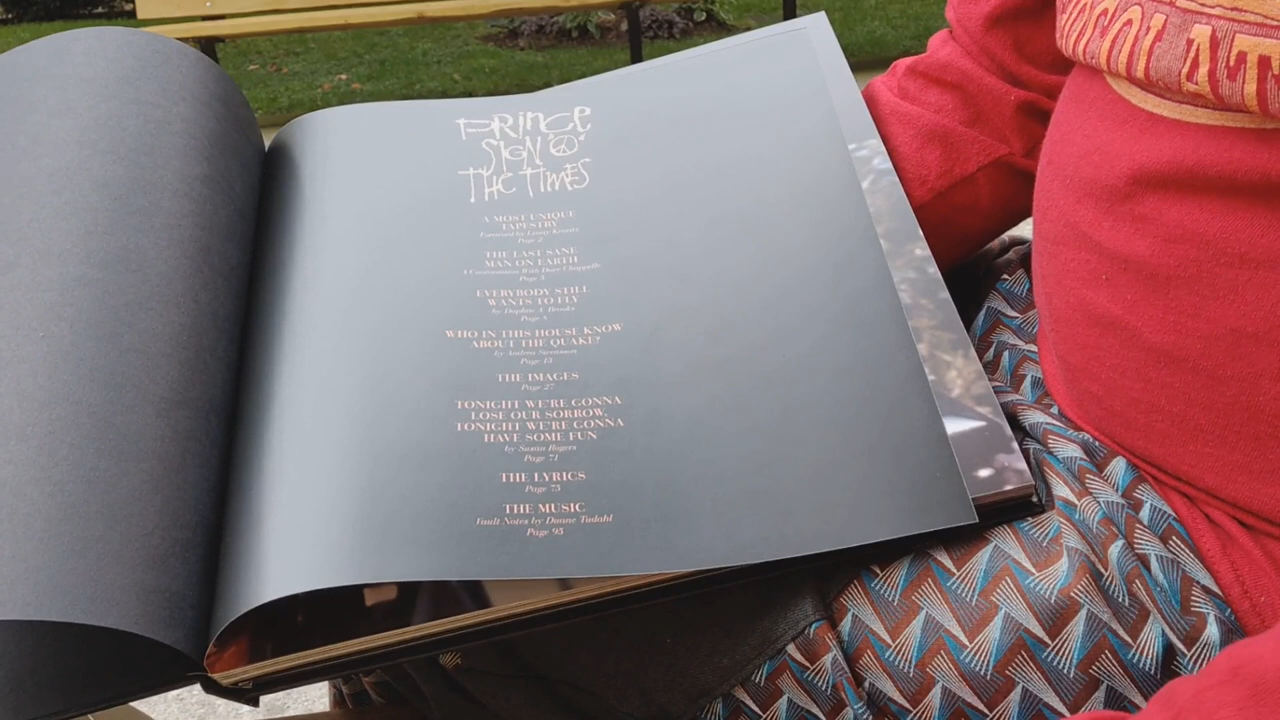 PRINCE
SIGN "☮"
THE TIMES
A MOST UNIQUE
TAPESTRY
Foreword by Lenny Kravitz
Page 2
THE LAST SANE
MAN ON EARTH
A Conversation With Dave Chappelle
Page 5
EVERYBODY STILL
WANTS TO FLY
by Daphne A. Brooks
Page 8
WHO IN THIS HOUSE KNOW
ABOUT THE QUAKE?
by Andrea Swensson
Page 15
THE IMAGES
Page 27
TONIGHT WE'RE GONNA
LOSE OUR SORROW,
TONIGHT WE'RE GONNA
HAVE SOME FUN
by Susan Rogers
Page 71
THE LYRICS
Page 75
THE MUSIC
Vault Notes by Duane Tudahl
Page 95
OCOLAT